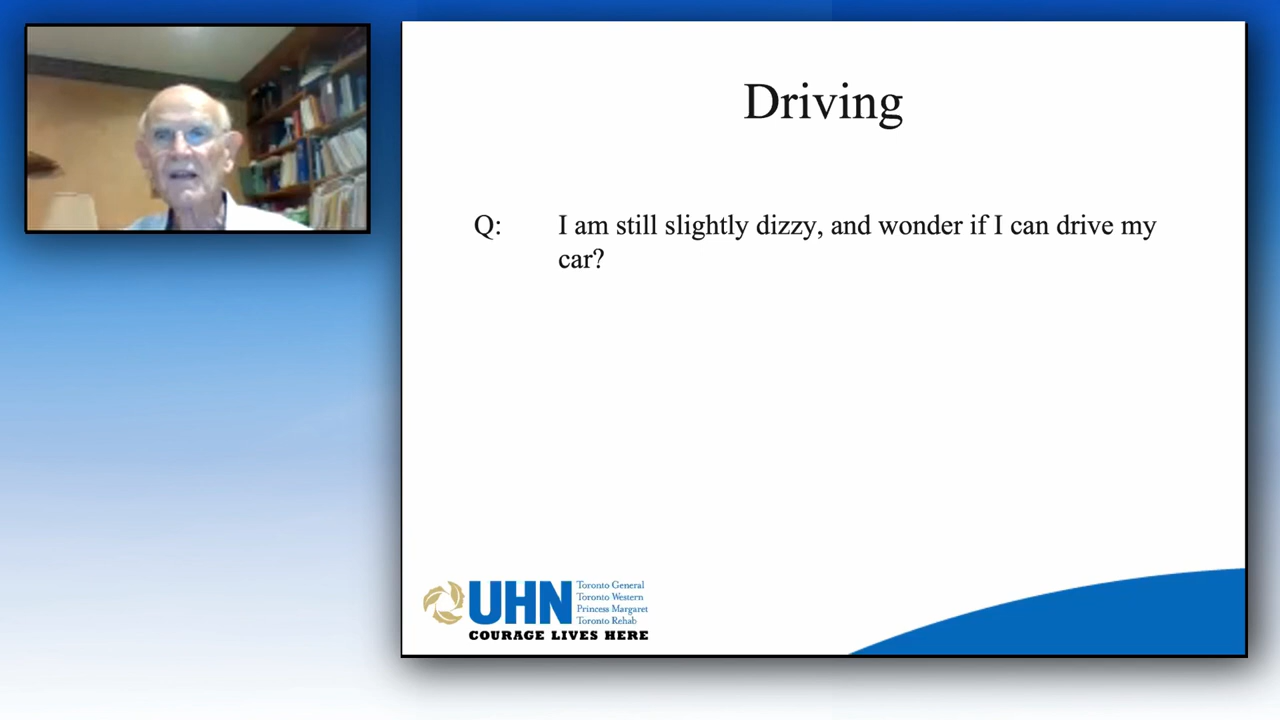 Driving
Q: I am still slightly dizzy, and wonder if I can drive my
car?
UHN
Toronto General
Toronto Western
Princess Margaret
Toronto Rehab
COURAGE LIVES HERE